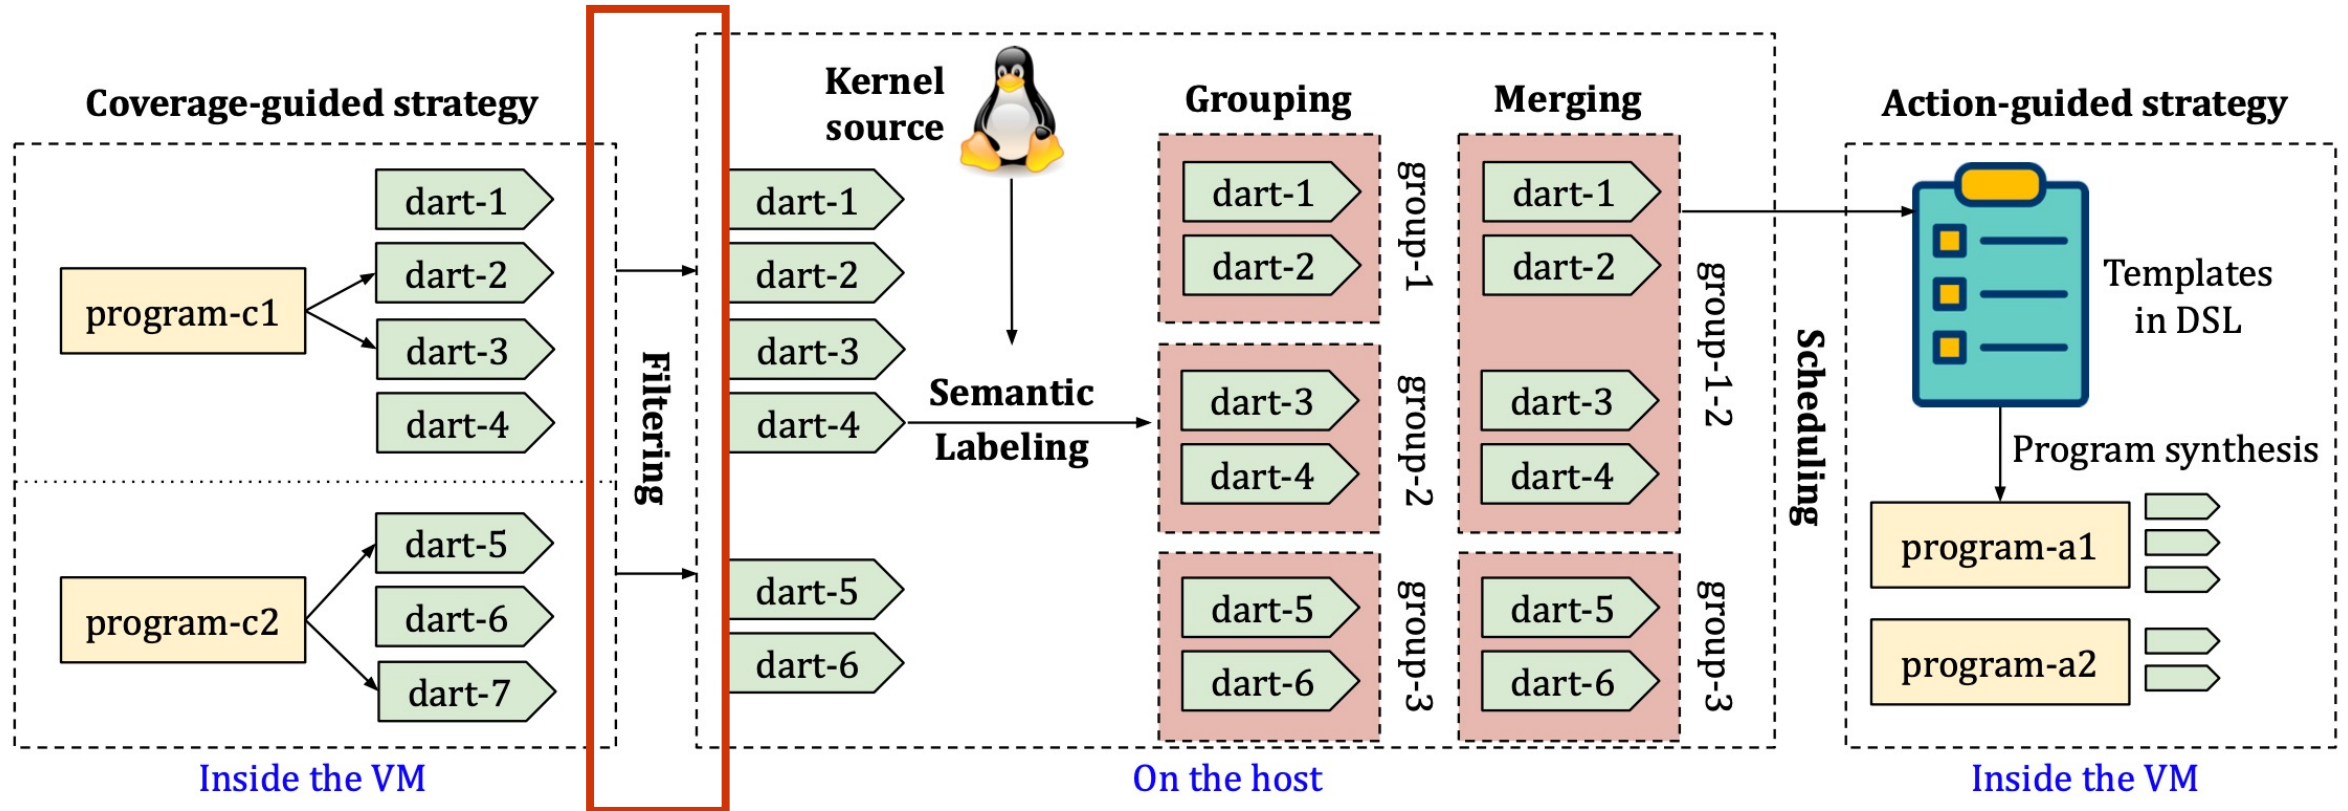 Coverage-guided strategy
program-c1
dart-1
dart-2
dart-3
dart-4
program-c2
dart-5
dart-6
dart-7
Inside the VM
Filtering
Kernel
source
dart-1
dart-2
dart-3
dart-4
dart-5
dart-6
Semantic
Labeling
Grouping
dart-1
dart-2
group-1
dart-3
dart-4
group-2
dart-5
dart-6
group-3
Merging
dart-1
dart-2
dart-3
dart-4
group-1-2
dart-5
dart-6
group-3
On the host
Scheduling
Action-guided strategy
Templates
in DSL
Program synthesis
program-a1
program-a2
Inside the VM